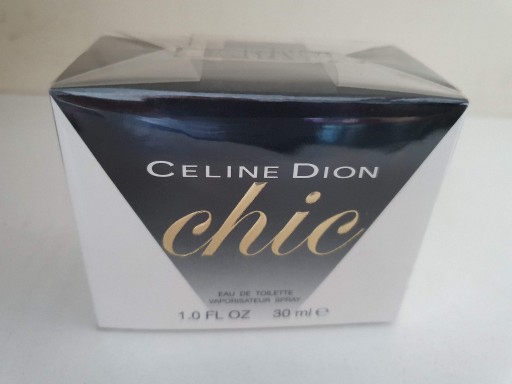 CELINE DION
chic
EAU DE TOILETTE
VAPORISATEUR SPRAY
1.0 FL OZ 30 ml ℮